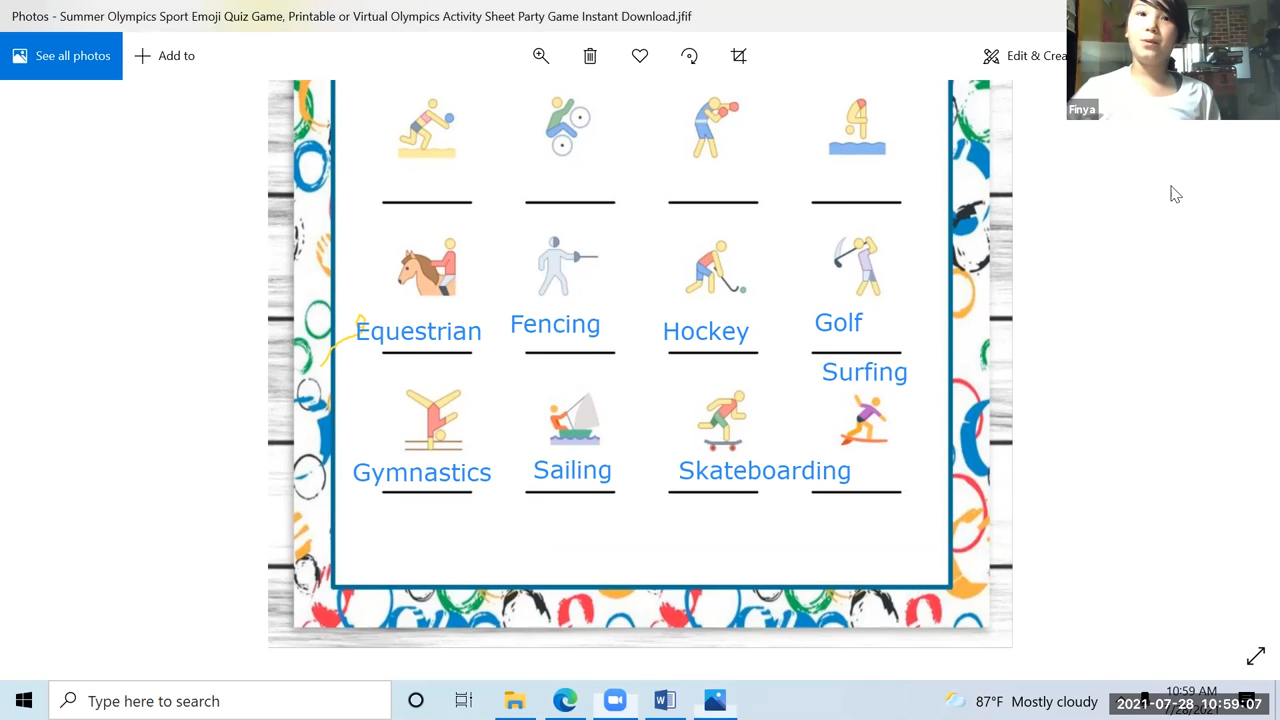 Photos - Summer Olympics Sport Emoji Quiz Game, Printable or Virtual Olympics Activity Sheet Party Game Instant Download.jfif
See all photos
Add to
Edit & Crea
Finya
Equestrian Fencing Hockey Golf
Surfing
Gymnastics Sailing Skateboarding
Type here to search
87°F Mostly cloudy
10:59 AM
2021-07-28 10:59:07